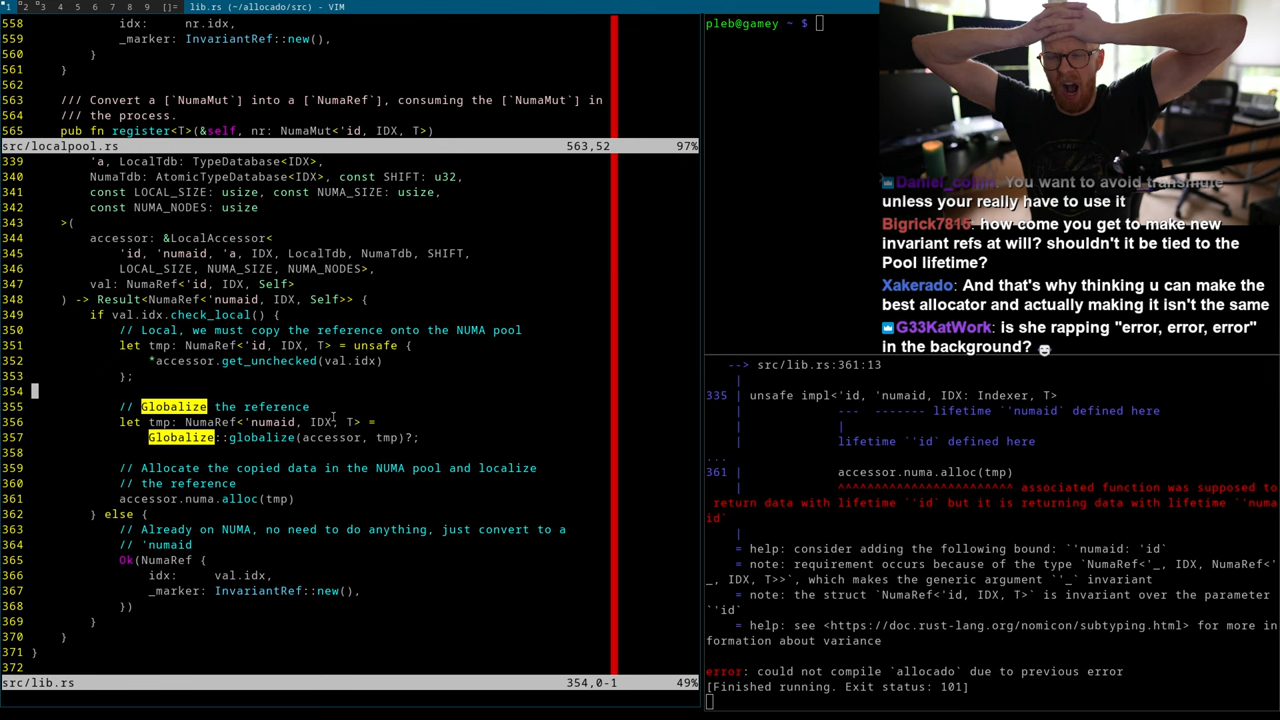 1 2 3 4 5 6 7 8 9 []= lib.rs (~/allocado/src) - VIM
558 idx: nr.idx,
559 _marker: InvariantRef::new(),
560 }
561 }
562
563 /// Convert a [`NumaMut`] into a [`NumaRef`], consuming the [`NumaMut`] in
564 /// the process.
565 pub fn register<T>(&self, nr: NumaMut<'id, IDX, T>)
src/localpool.rs 563,52 97%
339 'a, LocalTdb: TypeDatabase<IDX>,
340 NumaTdb: AtomicTypeDatabase<IDX>, const SHIFT: u32,
341 const LOCAL_SIZE: usize, const NUMA_SIZE: usize,
342 const NUMA_NODES: usize
343 >(
344 accessor: &LocalAccessor<
345 'id, 'numaid, 'a, IDX, LocalTdb, NumaTdb, SHIFT,
346 LOCAL_SIZE, NUMA_SIZE, NUMA_NODES>,
347 val: NumaRef<'id, IDX, Self>
348 ) -> Result<NumaRef<'numaid, IDX, Self>> {
349 if val.idx.check_local() {
350 // Local, we must copy the reference onto the NUMA pool
351 let tmp: NumaRef<'id, IDX, T> = unsafe {
352 *accessor.get_unchecked(val.idx)
353 };
354
355 // Globalize the reference
356 let tmp: NumaRef<'numaid, IDX, T> =
357 Globalize::globalize(accessor, tmp)?;
358
359 // Allocate the copied data in the NUMA pool and localize
360 // the reference
361 accessor.numa.alloc(tmp)
362 } else {
363 // Already on NUMA, no need to do anything, just convert to a
364 // 'numaid
365 Ok(NumaRef {
366 idx: val.idx,
367 _marker: InvariantRef::new(),
368 })
369 }
370 }
371 }
372
src/lib.rs 354,0-1 49%
pleb@gamey ~ $
--> src/lib.rs:361:13
|
335 | unsafe impl<'id, 'numaid, IDX: Indexer, T>
| --- ------- lifetime `'numaid` defined here
| |
| lifetime `'id` defined here
...
361 | accessor.numa.alloc(tmp)
| ^^^^^^^^^^^^^^^^^^^^^^^^ associated function was supposed to
return data with lifetime `'id` but it is returning data with lifetime `'numa
id`
|
= help: consider adding the following bound: `'numaid: 'id`
= note: requirement occurs because of the type `NumaRef<'_, IDX, NumaRef<'
_, IDX, T>>`, which makes the generic argument `'_` invariant
= note: the struct `NumaRef<'id, IDX, T>` is invariant over the parameter
`'id`
= help: see <https://doc.rust-lang.org/nomicon/subtyping.html> for more in
formation about variance
error: could not compile `allocado` due to previous error
[Finished running. Exit status: 101]
Daniel_collin: You want to avoid transmute
unless your really have to use it
Bigrick7815: how come you get to make new
invariant refs at will? shouldn't it be tied to the
Pool lifetime?
Xakerado: And that's why thinking u can make the
best allocator and actually making it isn't the same
G33KatWork: is she rapping "error, error, error"
in the background?